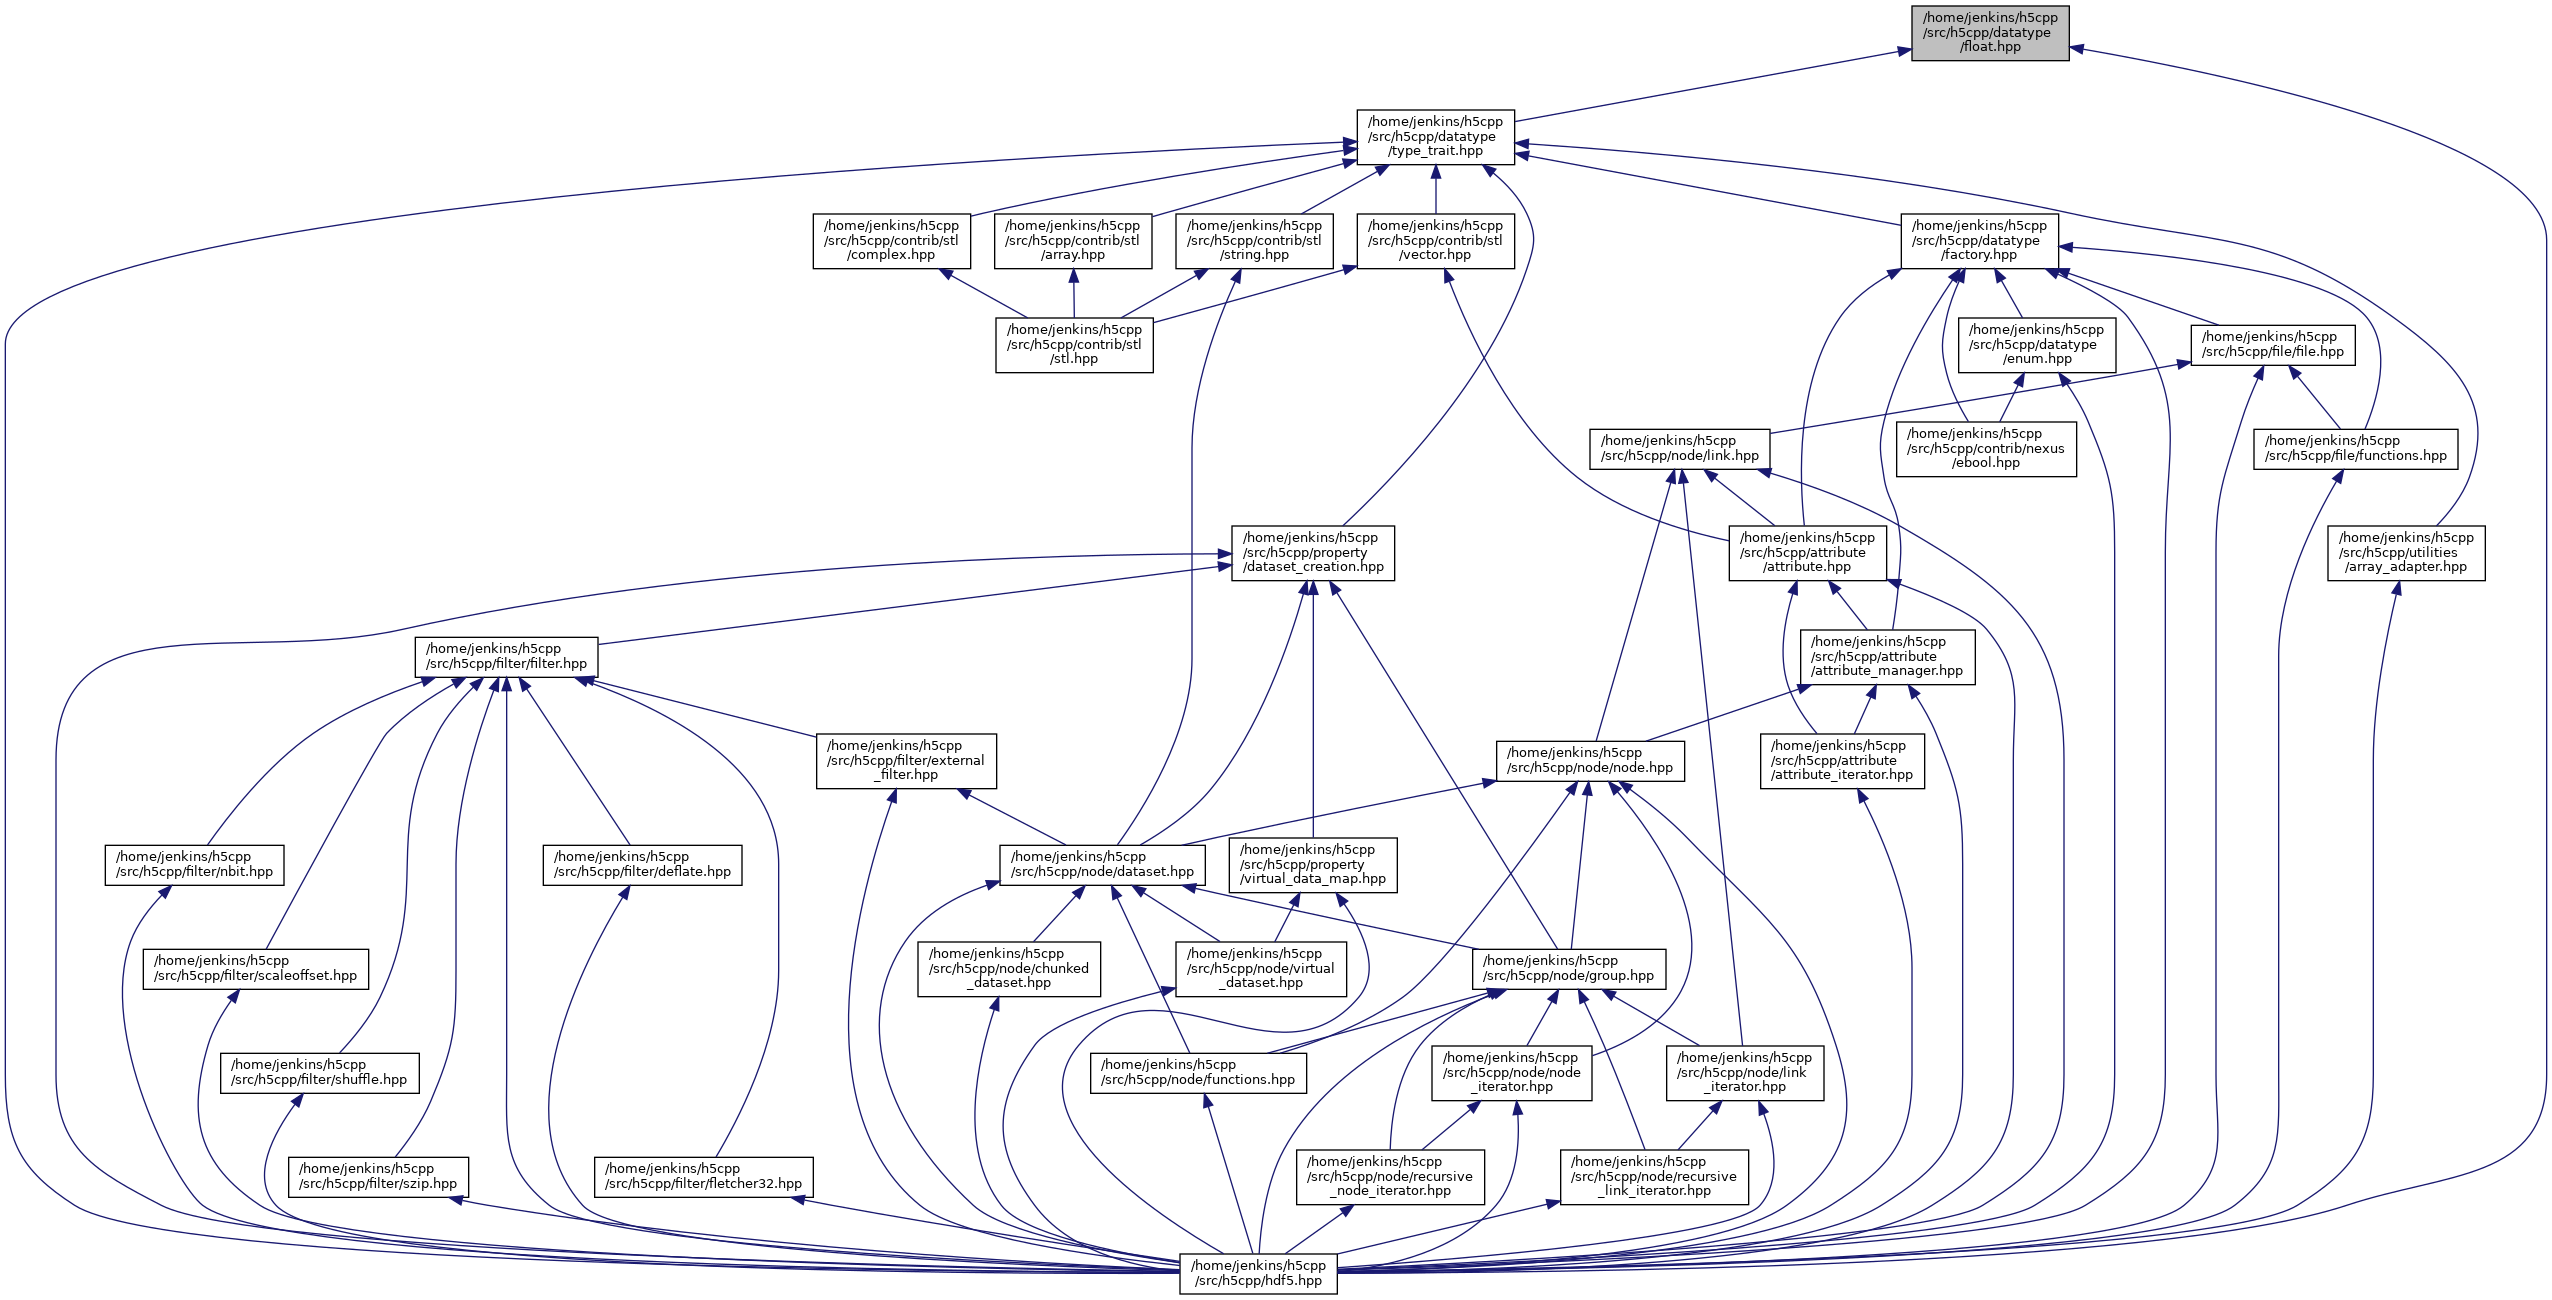 /home/jenkins/h5cpp
/src/h5cpp/datatype
/float.hpp
/home/jenkins/h5cpp
/src/h5cpp/datatype
/type_trait.hpp
/home/jenkins/h5cpp
/src/h5cpp/contrib/stl
/complex.hpp
/home/jenkins/h5cpp
/src/h5cpp/contrib/stl
/array.hpp
/home/jenkins/h5cpp
/src/h5cpp/contrib/stl
/string.hpp
/home/jenkins/h5cpp
/src/h5cpp/contrib/stl
/vector.hpp
/home/jenkins/h5cpp
/src/h5cpp/datatype
/factory.hpp
/home/jenkins/h5cpp
/src/h5cpp/contrib/stl
/stl.hpp
/home/jenkins/h5cpp
/src/h5cpp/datatype
/enum.hpp
/home/jenkins/h5cpp
/src/h5cpp/file/file.hpp
/home/jenkins/h5cpp
/src/h5cpp/node/link.hpp
/home/jenkins/h5cpp
/src/h5cpp/contrib/nexus
/ebool.hpp
/home/jenkins/h5cpp
/src/h5cpp/file/functions.hpp
/home/jenkins/h5cpp
/src/h5cpp/property
/dataset_creation.hpp
/home/jenkins/h5cpp
/src/h5cpp/attribute
/attribute.hpp
/home/jenkins/h5cpp
/src/h5cpp/utilities
/array_adapter.hpp
/home/jenkins/h5cpp
/src/h5cpp/filter/filter.hpp
/home/jenkins/h5cpp
/src/h5cpp/attribute
/attribute_manager.hpp
/home/jenkins/h5cpp
/src/h5cpp/filter/external
_filter.hpp
/home/jenkins/h5cpp
/src/h5cpp/node/node.hpp
/home/jenkins/h5cpp
/src/h5cpp/attribute
/attribute_iterator.hpp
/home/jenkins/h5cpp
/src/h5cpp/filter/nbit.hpp
/home/jenkins/h5cpp
/src/h5cpp/filter/deflate.hpp
/home/jenkins/h5cpp
/src/h5cpp/node/dataset.hpp
/home/jenkins/h5cpp
/src/h5cpp/property
/virtual_data_map.hpp
/home/jenkins/h5cpp
/src/h5cpp/filter/scaleoffset.hpp
/home/jenkins/h5cpp
/src/h5cpp/node/chunked
_dataset.hpp
/home/jenkins/h5cpp
/src/h5cpp/node/virtual
_dataset.hpp
/home/jenkins/h5cpp
/src/h5cpp/node/group.hpp
/home/jenkins/h5cpp
/src/h5cpp/filter/shuffle.hpp
/home/jenkins/h5cpp
/src/h5cpp/node/functions.hpp
/home/jenkins/h5cpp
/src/h5cpp/node/node
_iterator.hpp
/home/jenkins/h5cpp
/src/h5cpp/node/link
_iterator.hpp
/home/jenkins/h5cpp
/src/h5cpp/filter/szip.hpp
/home/jenkins/h5cpp
/src/h5cpp/filter/fletcher32.hpp
/home/jenkins/h5cpp
/src/h5cpp/node/recursive
_node_iterator.hpp
/home/jenkins/h5cpp
/src/h5cpp/node/recursive
_link_iterator.hpp
/home/jenkins/h5cpp
/src/h5cpp/hdf5.hpp